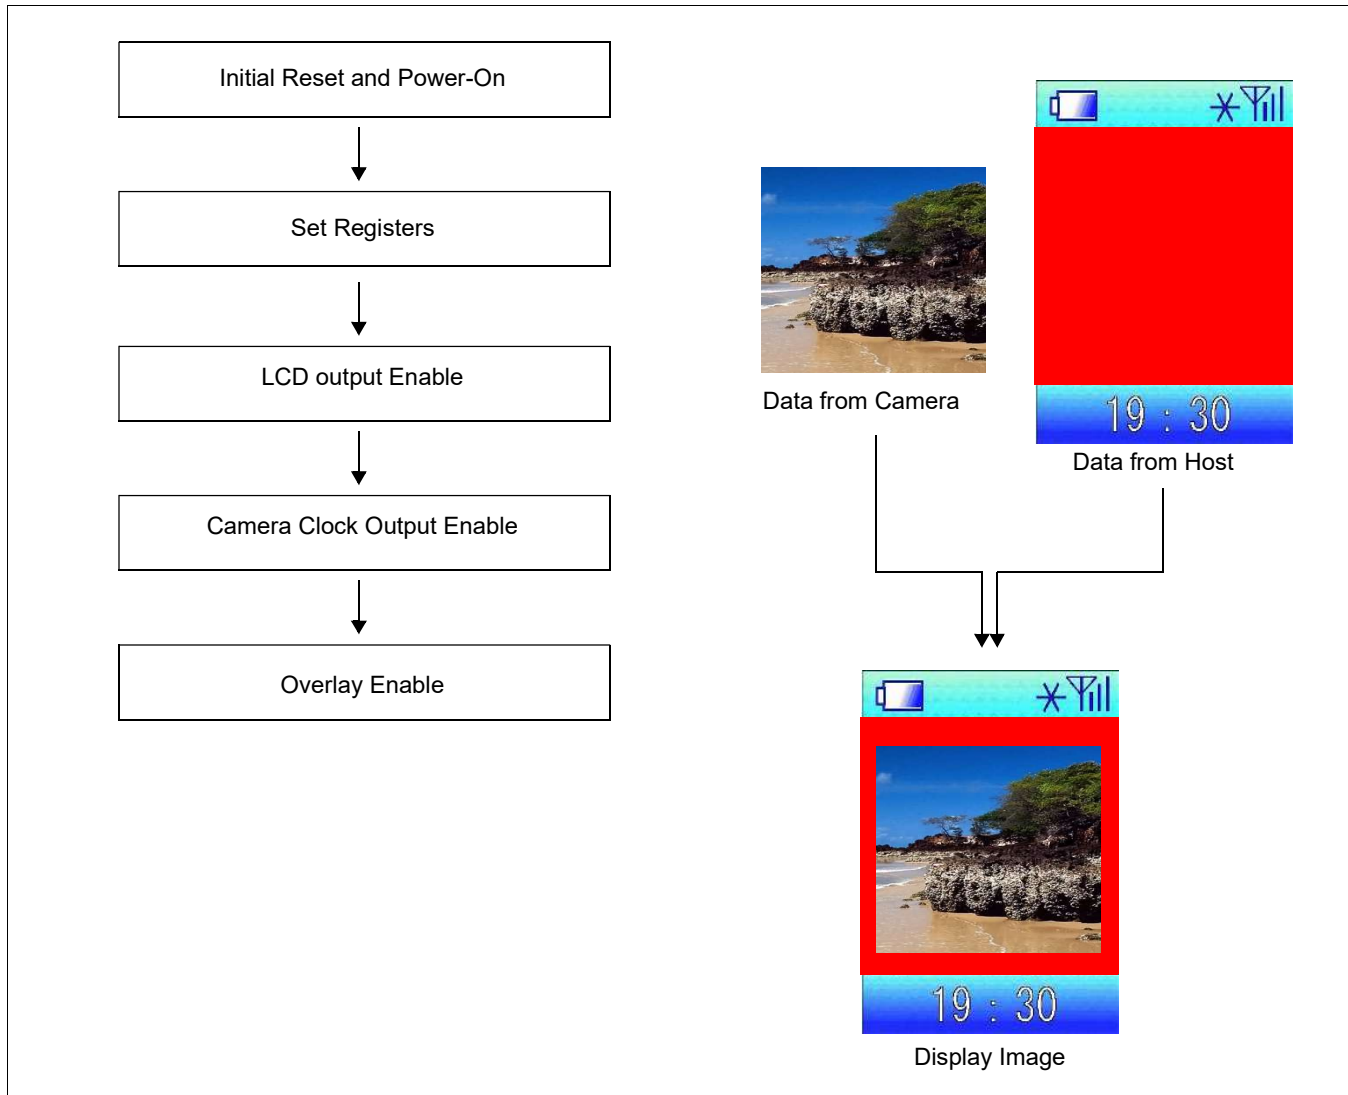 Initial Reset and Power-On
Set Registers
LCD output Enable
Camera Clock Output Enable
Overlay Enable
Data from Camera
19 : 30
Data from Host
19 : 30
Display Image